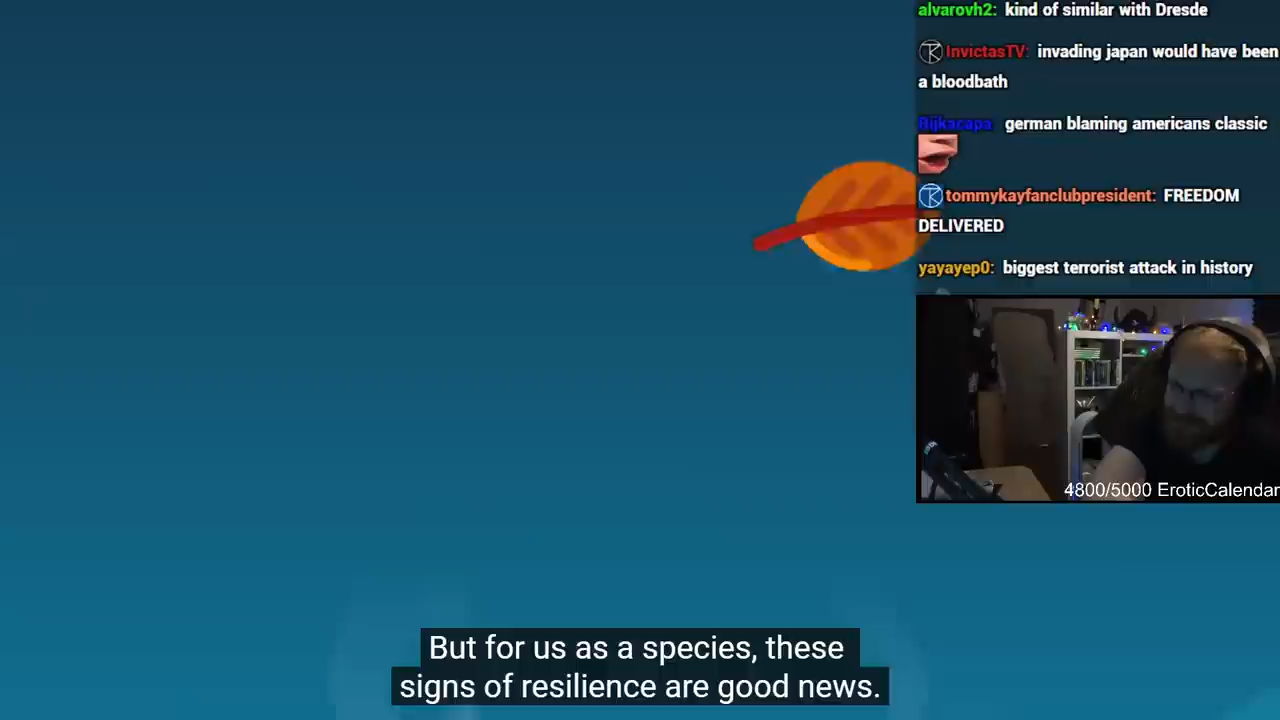 alvarovh2: kind of similar with Dresde
InvictasTV: invading japan would have been
a bloodbath
Rijkacapa: german blaming americans classic
tommykayfanclubpresident: FREEDOM
DELIVERED
yayayep0: biggest terrorist attack in history
4800/5000 EroticCalendar
But for us as a species, these
signs of resilience are good news.